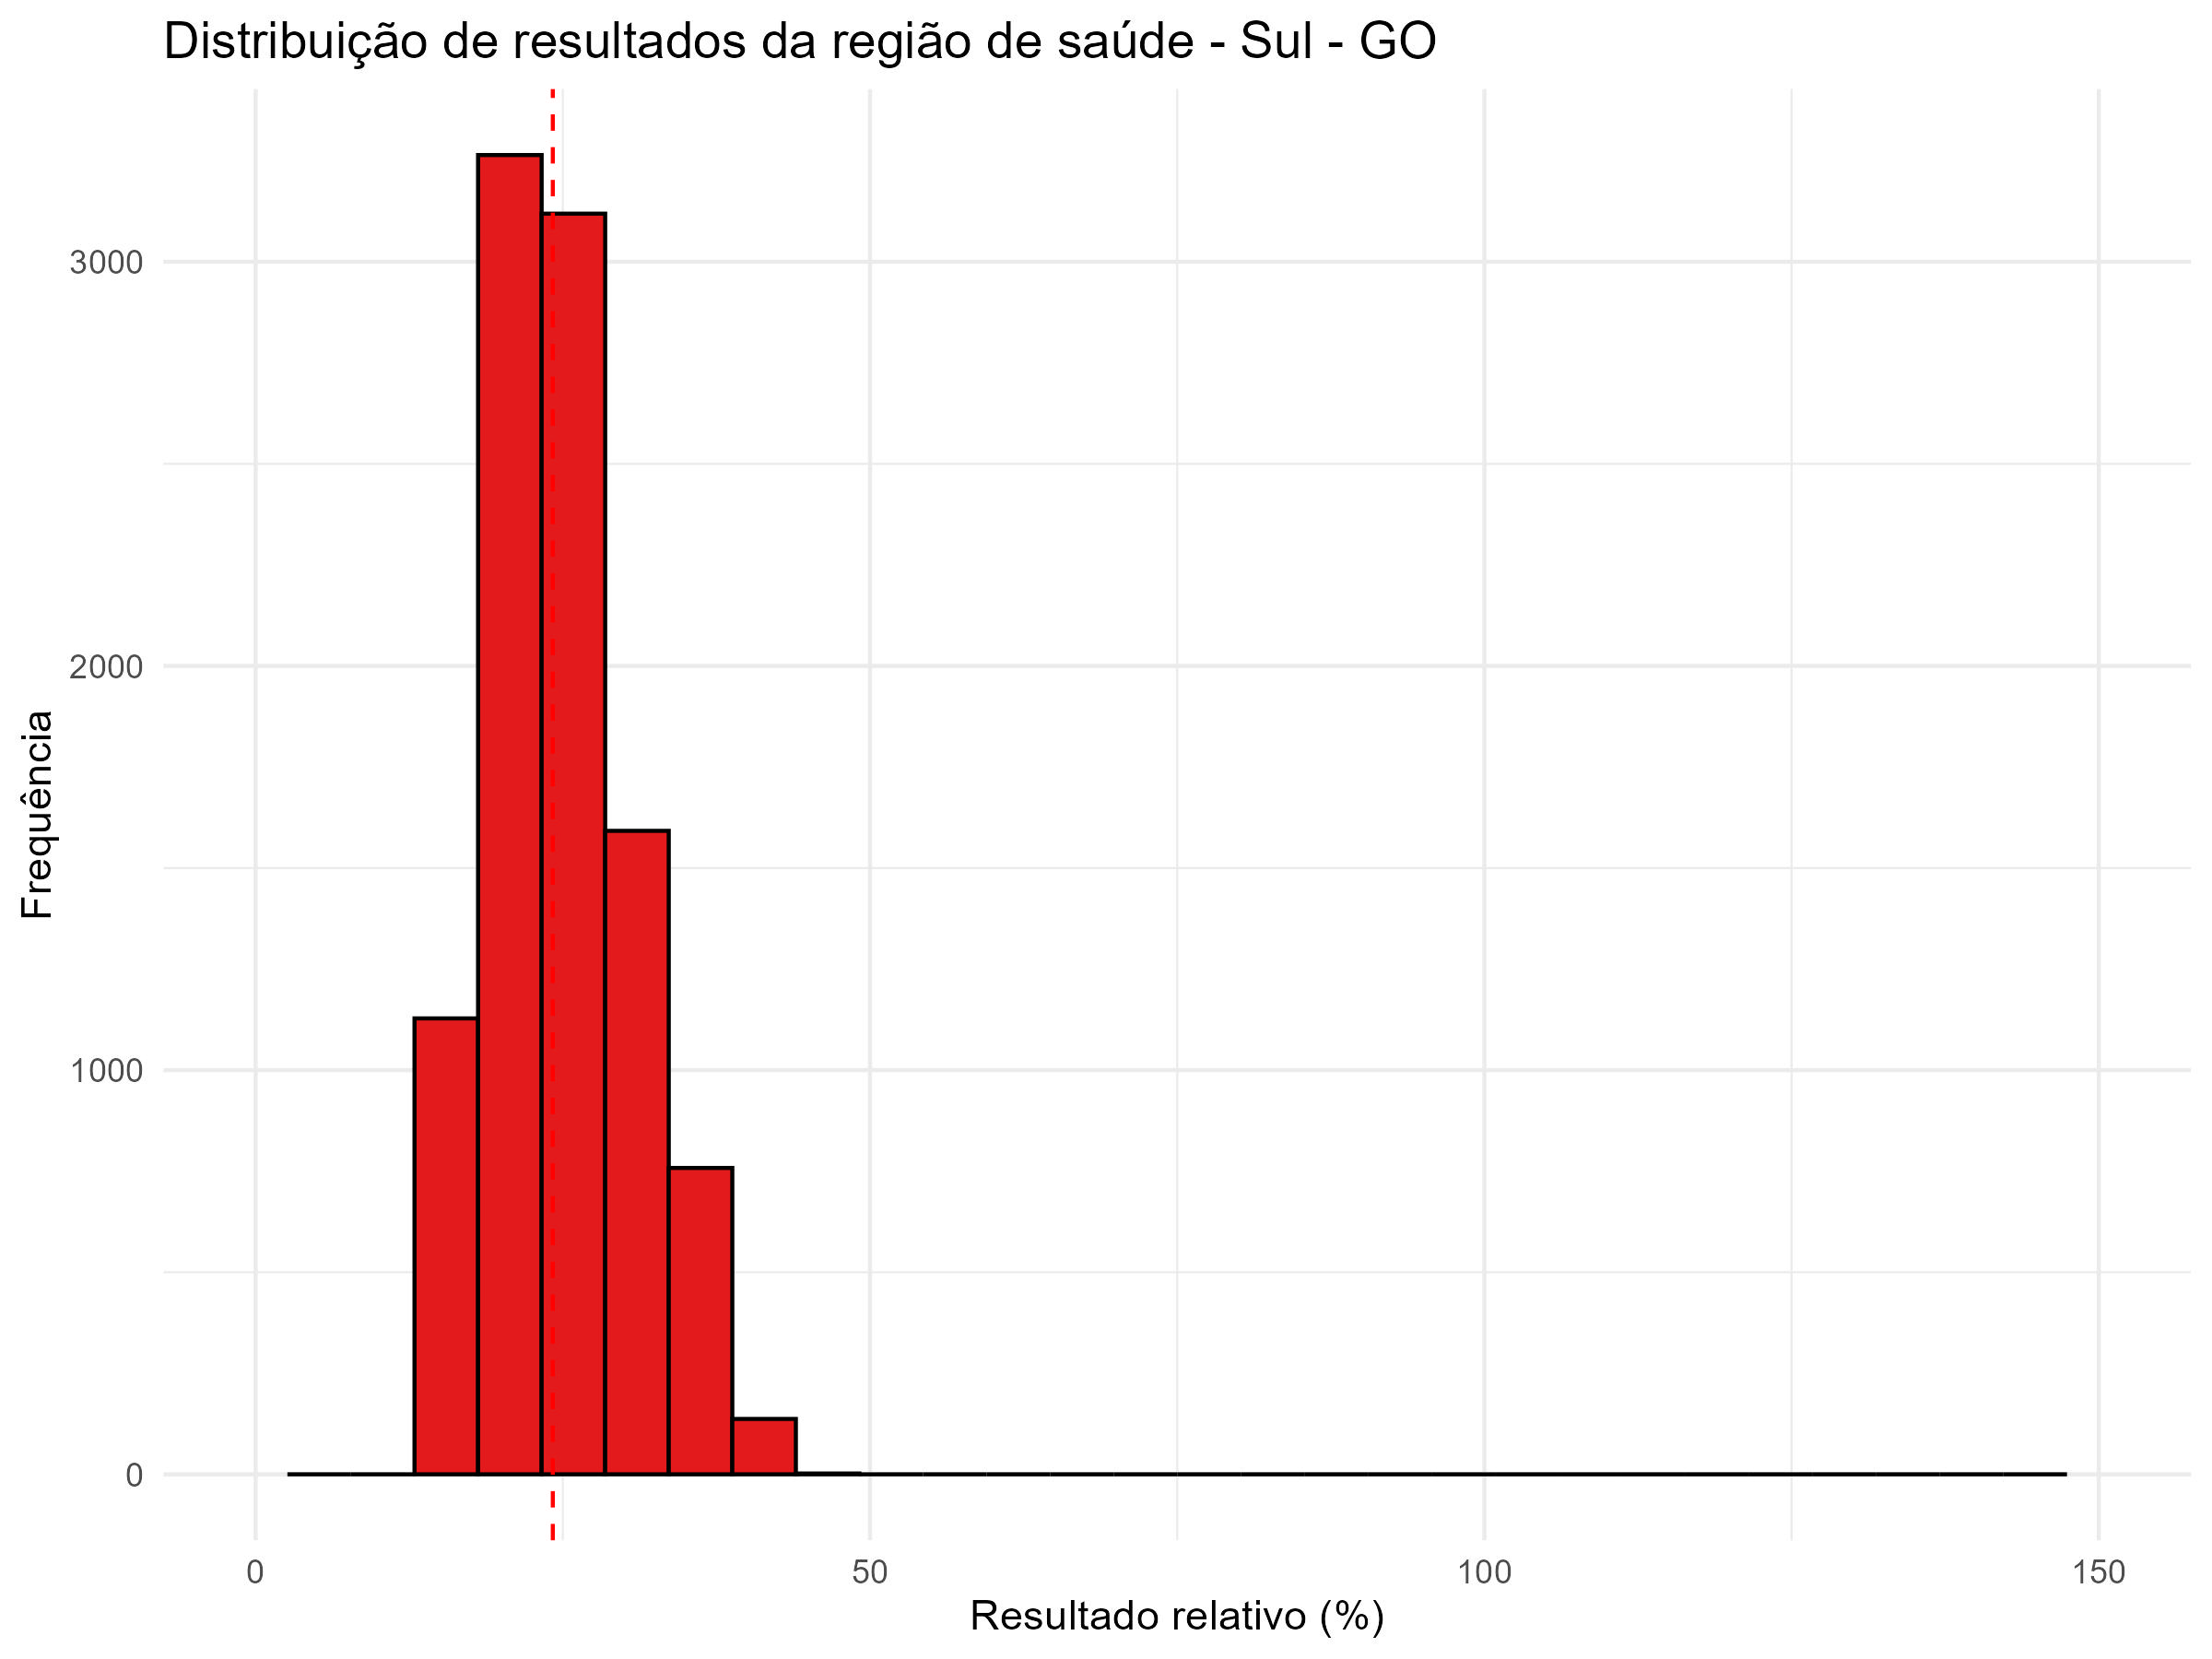 Distribuição de resultados da região de saúde - Sul - GO
Frequência
3000
2000
1000
0
0 50 100 150
Resultado relativo (%)